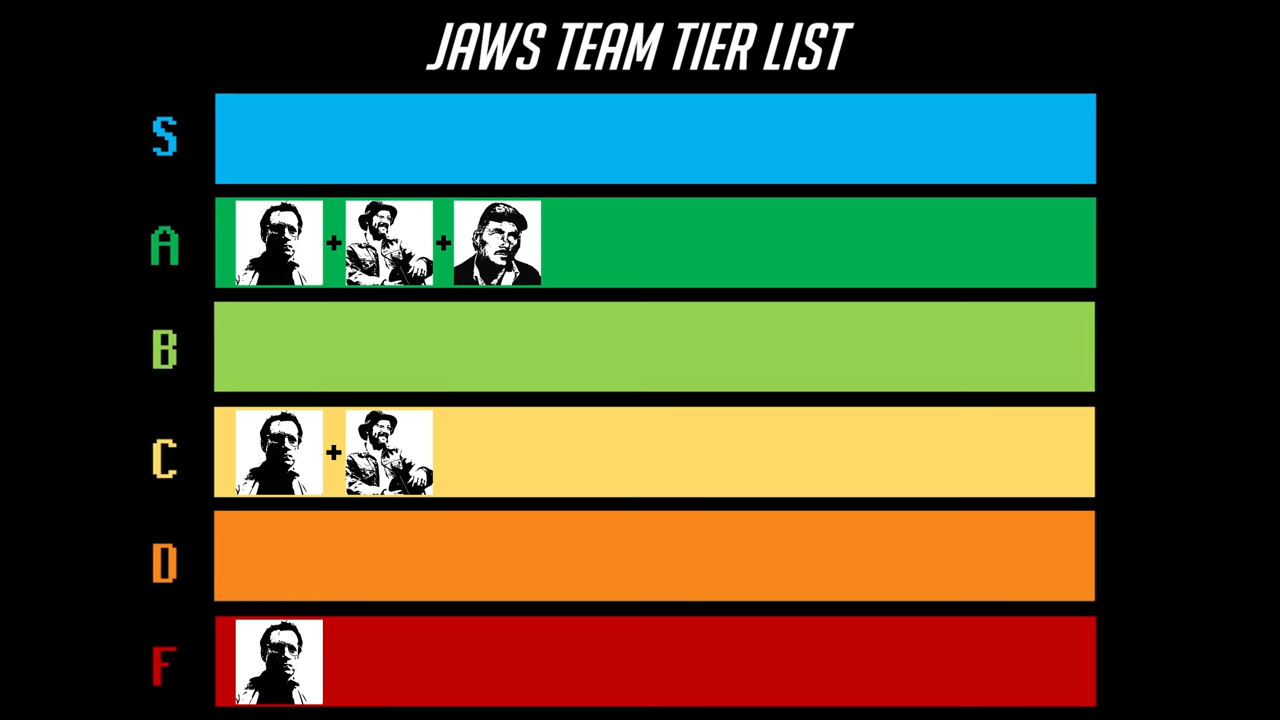 JAWS TEAM TIER LIST
S
A
+ +
B
C
+
D
F